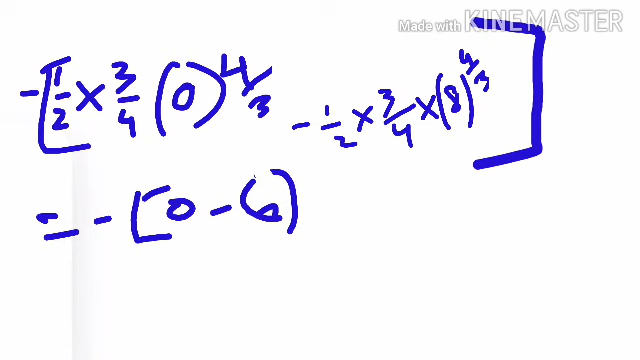 Made with KINEMASTER
-[1/2 × 3/4 (0)^4/3 - 1/2 × 3/4 × (8)^4/3]
= -[0 - 6)